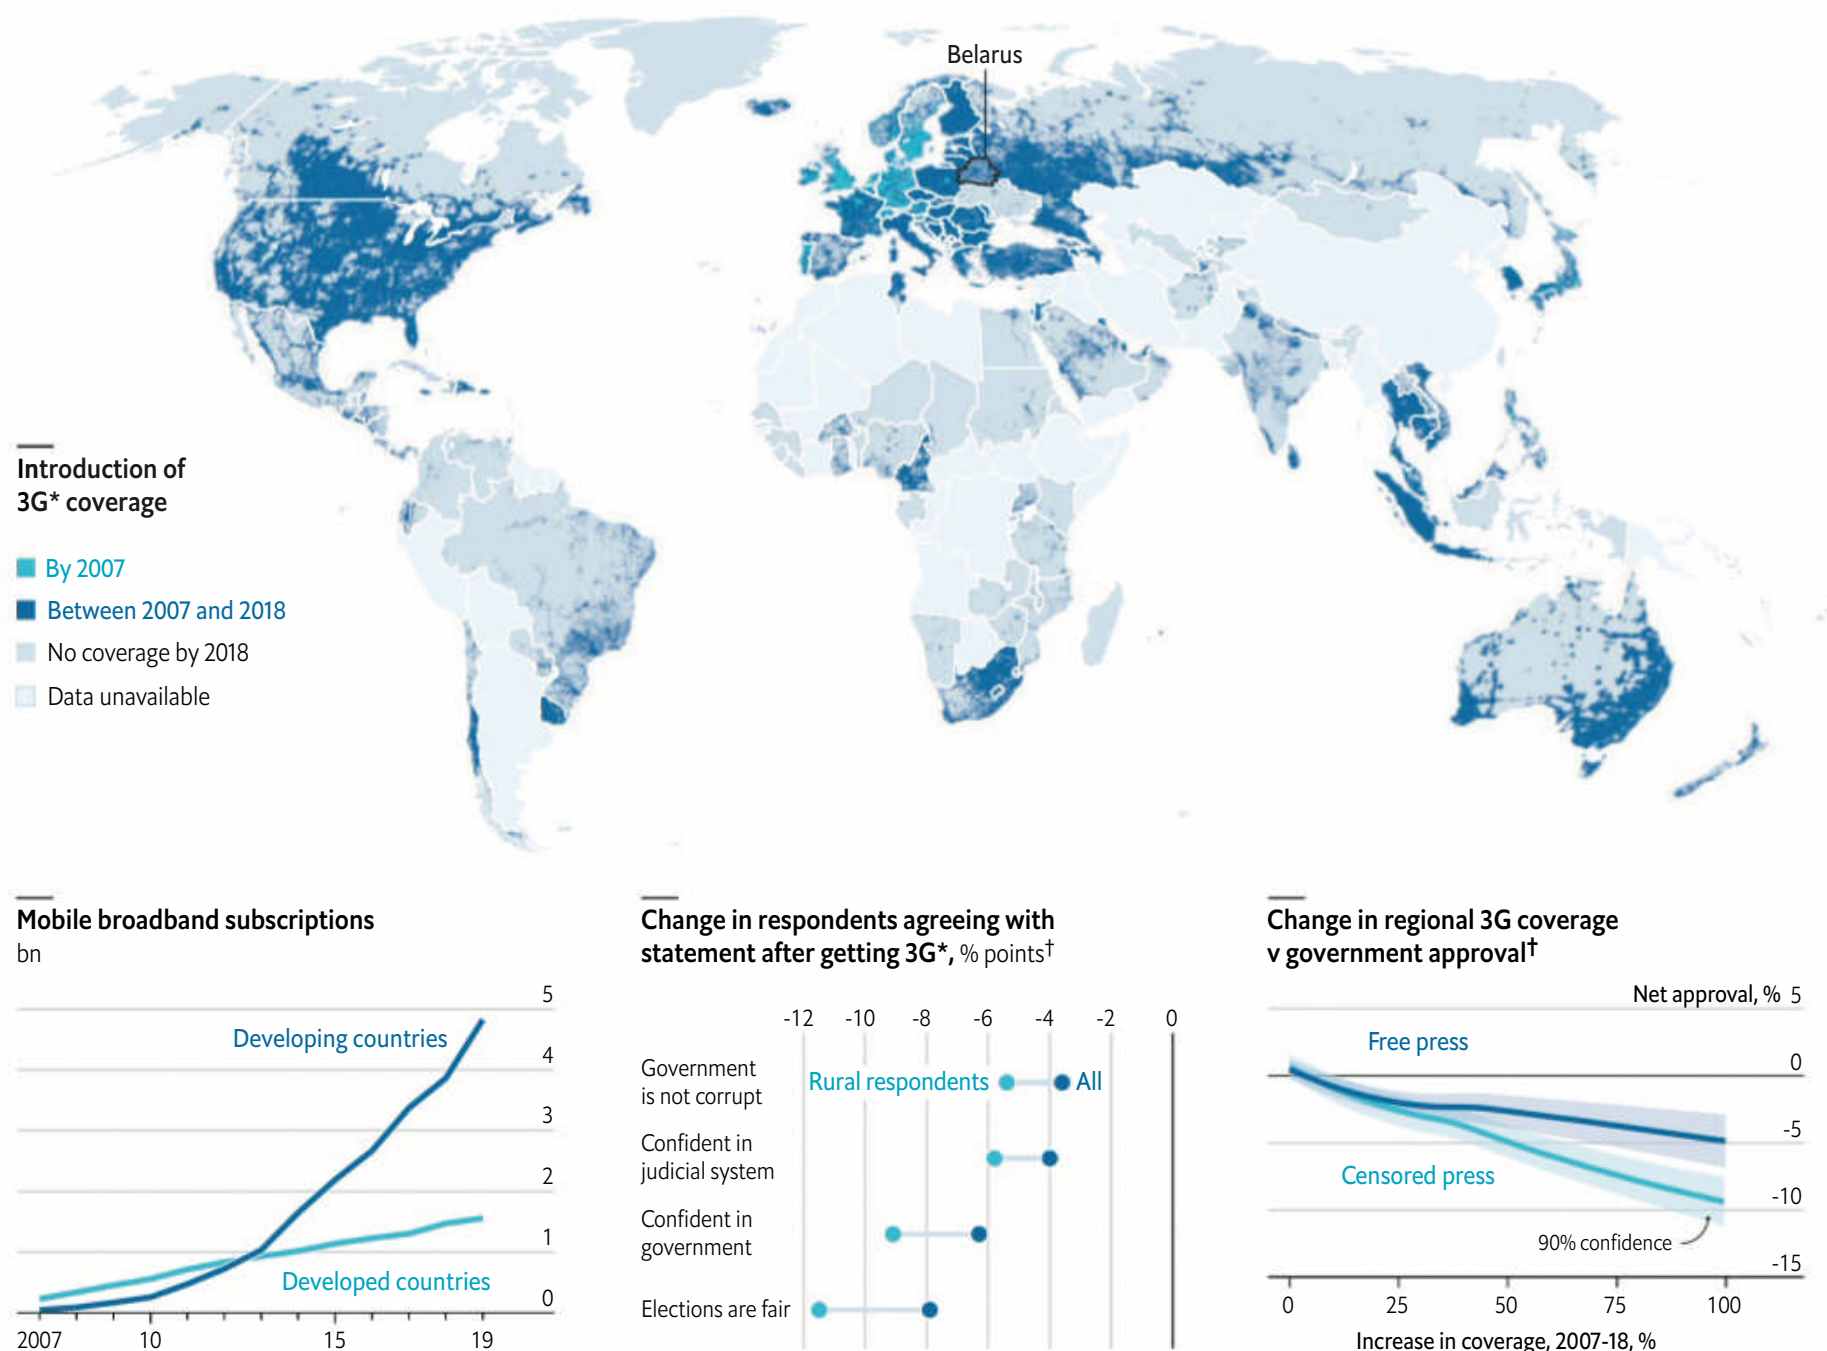 Belarus
Introduction of
3G* coverage
By 2007
Between 2007 and 2018
No coverage by 2018
Data unavailable
Mobile broadband subscriptions
bn
5
4
3
2
1
0
Developing countries
Developed countries
2007 10 15 19
Change in respondents agreeing with
statement after getting 3G*, % points†
-12 -10 -8 -6 -4 -2 0
Government
is not corrupt
Rural respondents All
Confident in
judicial system
Confident in
government
Elections are fair
Change in regional 3G coverage
v government approval†
Net approval, % 5
0
-5
-10
-15
Free press
Censored press
90% confidence
0 25 50 75 100
Increase in coverage, 2007-18, %